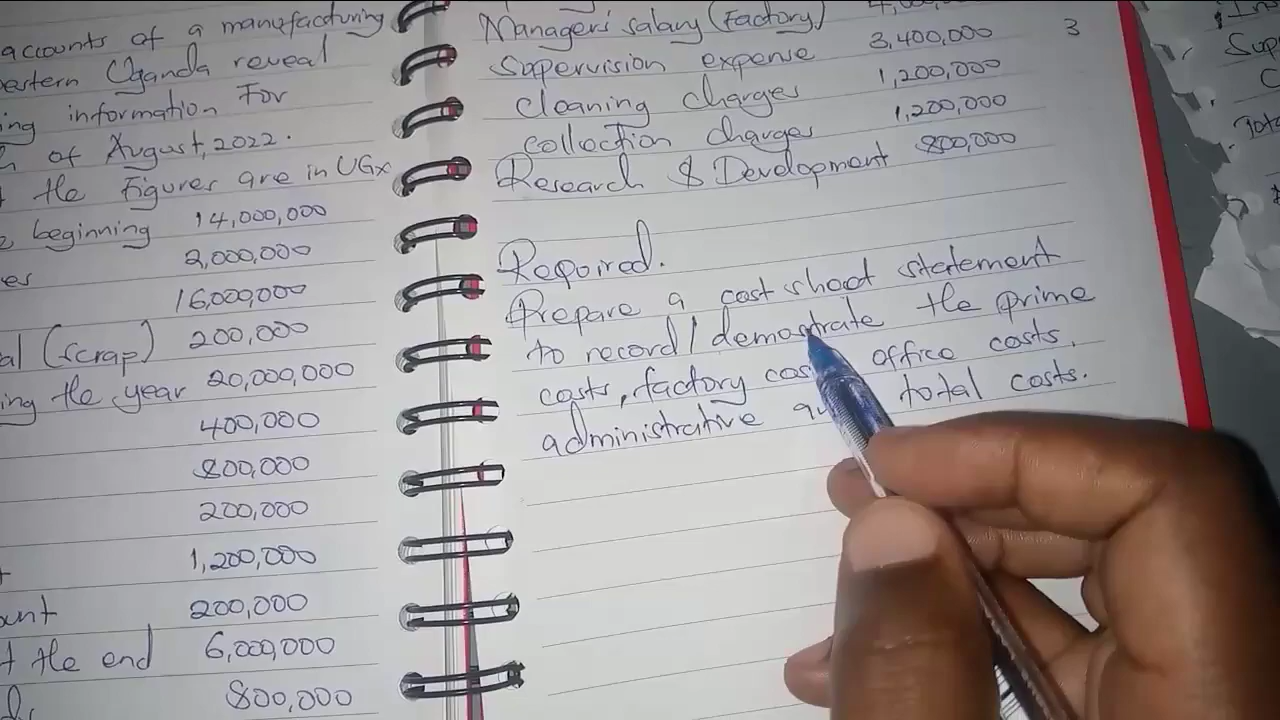 accounts of a manufacturing
Uganda reveal
information For
of August, 2022.
the Figures are in UGx
beginning 14,000,000
2,000,000
16,000,000
(scrap) 200,000
the year 20,000,000
400,000
800,000
200,000
1,200,000
200,000
the end 6,000,000
800,000
Manager's salary (Factory)
supervision expense 3,400,000
cleaning charges 1,200,000
collection charges 1,200,000
Research & Development 800,000
3
Required.
Prepare a cost sheet statement
to record/demostrate the prime
costs, factory office costs,
administrative total costs.